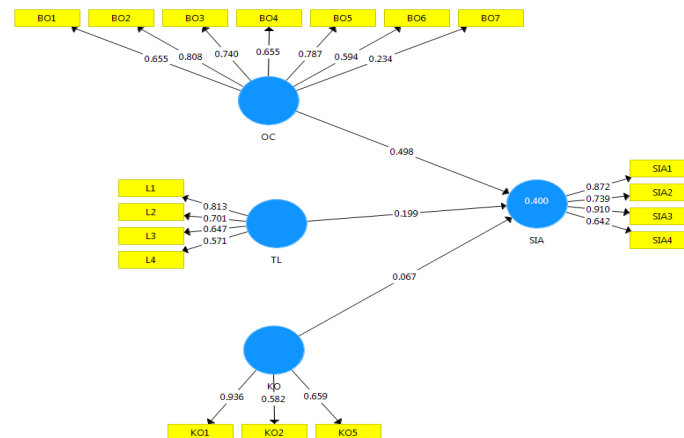 BO1 BO2 BO3 BO4 BO5 BO6 BO7
0.655 0.808 0.740 0.655 0.787 0.594 0.234
OC
0.498
L1
L2
L3
L4
0.813
0.701
0.647
0.571
TL
0.199
0.400
SIA
0.872
0.739
0.910
0.642
SIA1
SIA2
SIA3
SIA4
0.067
KO
0.936 0.582 0.659
KO1 KO2 KO5